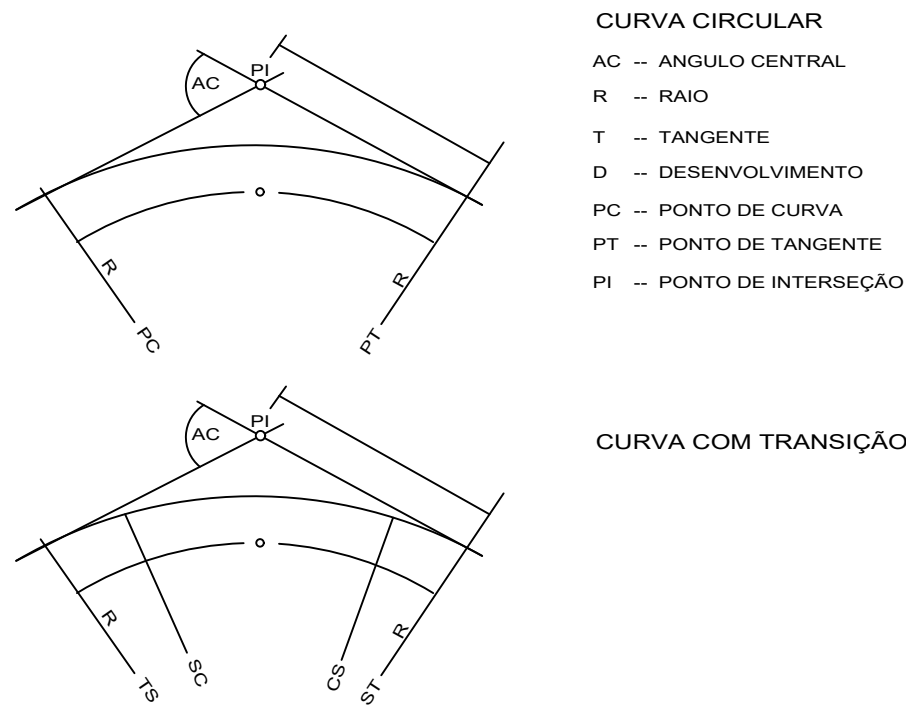 CURVA CIRCULAR
AC -- ANGULO CENTRAL
R -- RAIO
T -- TANGENTE
D -- DESENVOLVIMENTO
PC -- PONTO DE CURVA
PT -- PONTO DE TANGENTE
PI -- PONTO DE INTERSEÇÃO
AC
PI
R
R
PC
PT
CURVA COM TRANSIÇÃO
AC
PI
R
R
TS
SC
CS
ST